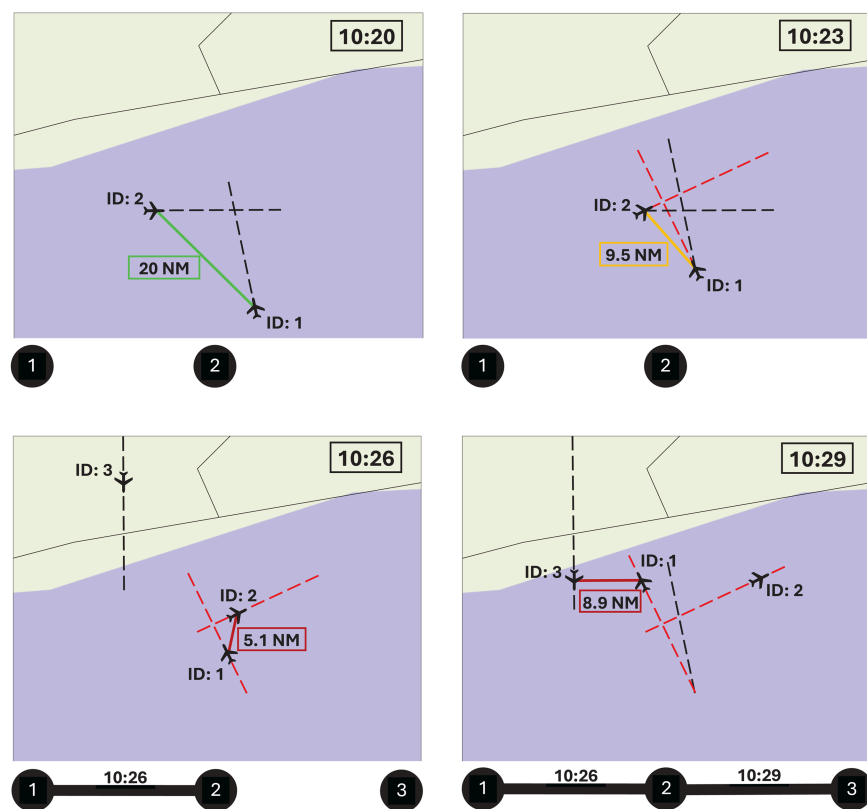 10:20
ID: 2
20 NM
ID: 1
1 2
10:23
ID: 2
9.5 NM
ID: 1
1 2
10:26
ID: 3
ID: 2
5.1 NM
ID: 1
10:26
1 2 3
10:29
ID: 3 ID: 1
8.9 NM
ID: 2
10:26 10:29
1 2 3